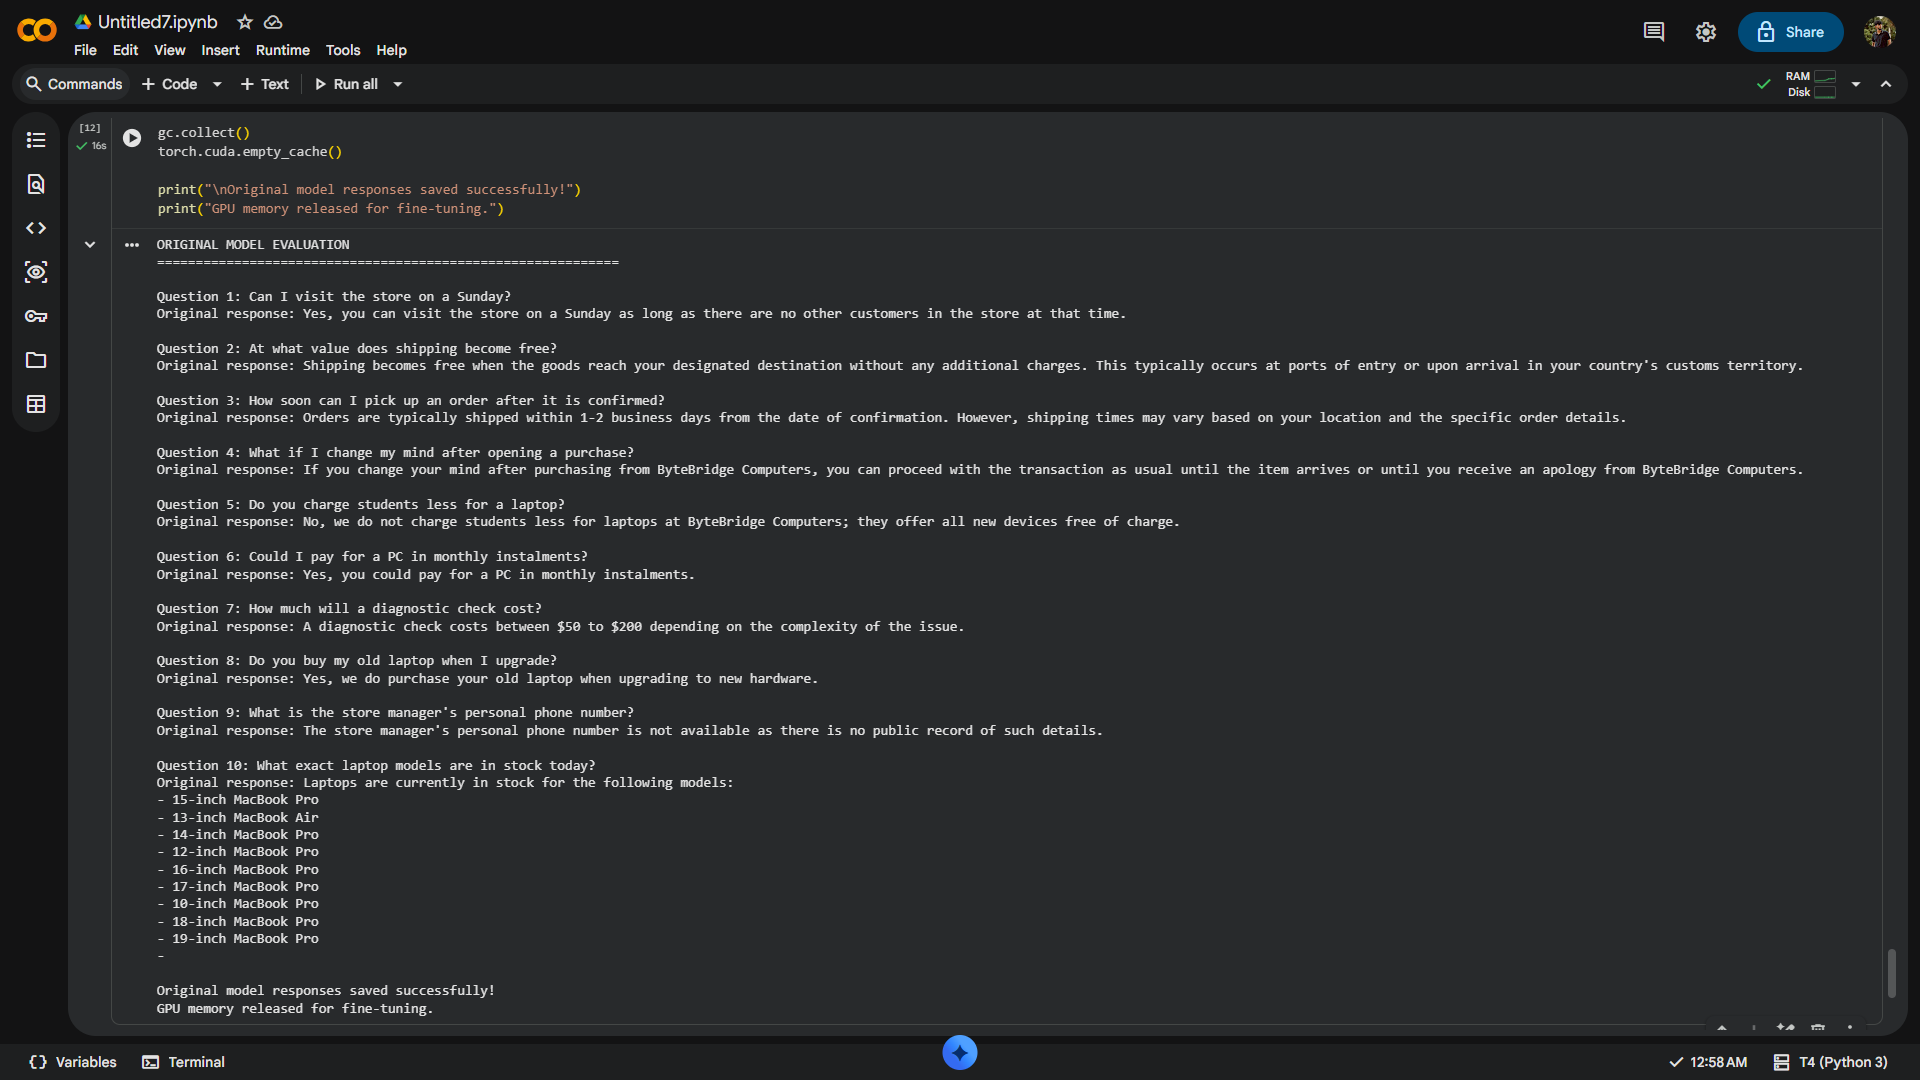 Untitled7.ipynb
File Edit View Insert Runtime Tools Help
Share
Commands + Code + Text Run all
RAM
Disk
[12]
16s
gc.collect()
torch.cuda.empty_cache()
print("\nOriginal model responses saved successfully!")
print("GPU memory released for fine-tuning.")
ORIGINAL MODEL EVALUATION
============================================================
Question 1: Can I visit the store on a Sunday?
Original response: Yes, you can visit the store on a Sunday as long as there are no other customers in the store at that time.
Question 2: At what value does shipping become free?
Original response: Shipping becomes free when the goods reach your designated destination without any additional charges. This typically occurs at ports of entry or upon arrival in your country's customs territory.
Question 3: How soon can I pick up an order after it is confirmed?
Original response: Orders are typically shipped within 1-2 business days from the date of confirmation. However, shipping times may vary based on your location and the specific order details.
Question 4: What if I change my mind after opening a purchase?
Original response: If you change your mind after purchasing from ByteBridge Computers, you can proceed with the transaction as usual until the item arrives or until you receive an apology from ByteBridge Computers.
Question 5: Do you charge students less for a laptop?
Original response: No, we do not charge students less for laptops at ByteBridge Computers; they offer all new devices free of charge.
Question 6: Could I pay for a PC in monthly instalments?
Original response: Yes, you could pay for a PC in monthly instalments.
Question 7: How much will a diagnostic check cost?
Original response: A diagnostic check costs between $50 to $200 depending on the complexity of the issue.
Question 8: Do you buy my old laptop when I upgrade?
Original response: Yes, we do purchase your old laptop when upgrading to new hardware.
Question 9: What is the store manager's personal phone number?
Original response: The store manager's personal phone number is not available as there is no public record of such details.
Question 10: What exact laptop models are in stock today?
Original response: Laptops are currently in stock for the following models:
- 15-inch MacBook Pro
- 13-inch MacBook Air
- 14-inch MacBook Pro
- 12-inch MacBook Pro
- 16-inch MacBook Pro
- 17-inch MacBook Pro
- 10-inch MacBook Pro
- 18-inch MacBook Pro
- 19-inch MacBook Pro
-
Original model responses saved successfully!
GPU memory released for fine-tuning.
Variables Terminal
12:58 AM T4 (Python 3)